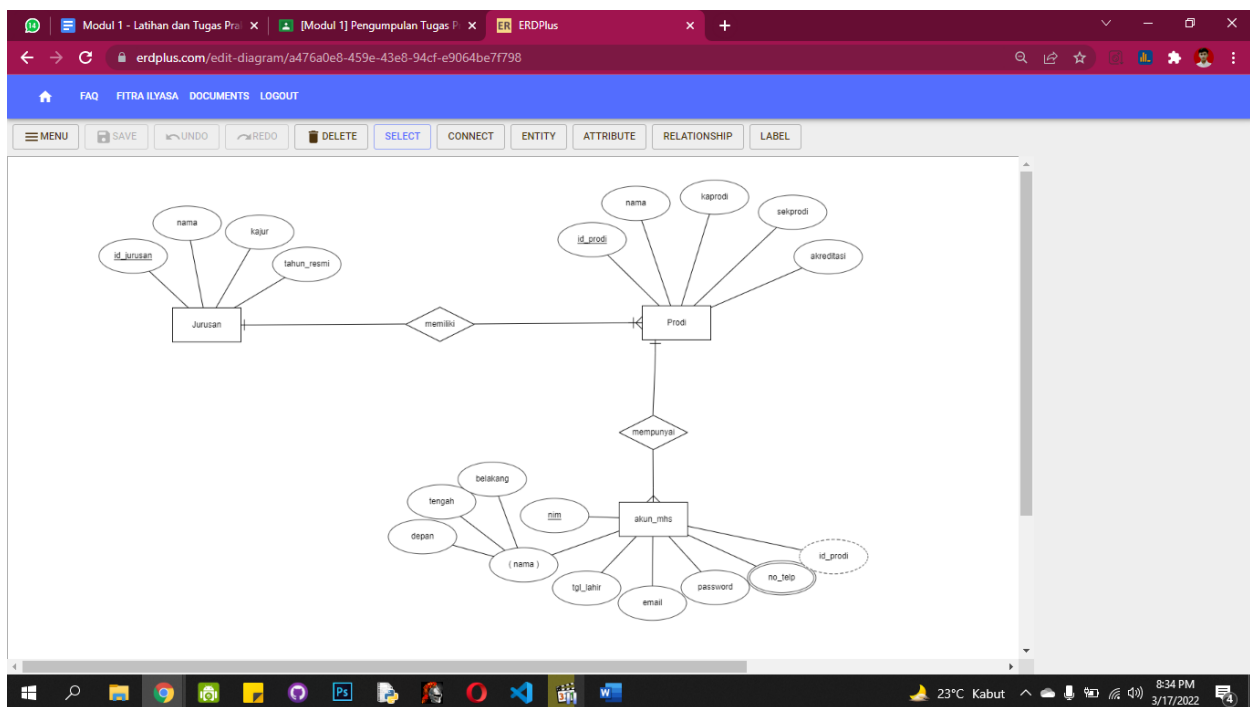 14 Modul 1 - Latihan dan Tugas Pra [Modul 1] Pengumpulan Tugas P ERDPlus
erdplus.com/edit-diagram/a476a0e8-459e-43e8-94cf-e9064be7f798
FAQ FITRA ILYASA DOCUMENTS LOGOUT
MENU SAVE UNDO REDO DELETE SELECT CONNECT ENTITY ATTRIBUTE RELATIONSHIP LABEL
nama
kajur
id_jurusan
tahun_resmi
Jurusan
memiliki
nama
kaprodi
sekprodi
id_prodi
akreditasi
Prodi
mempunyai
belakang
tengah
depan
( nama )
nim
akun_mhs
tgl_lahir
email
password
no_telp
id_prodi
23°C Kabut
8:34 PM
3/17/2022
4